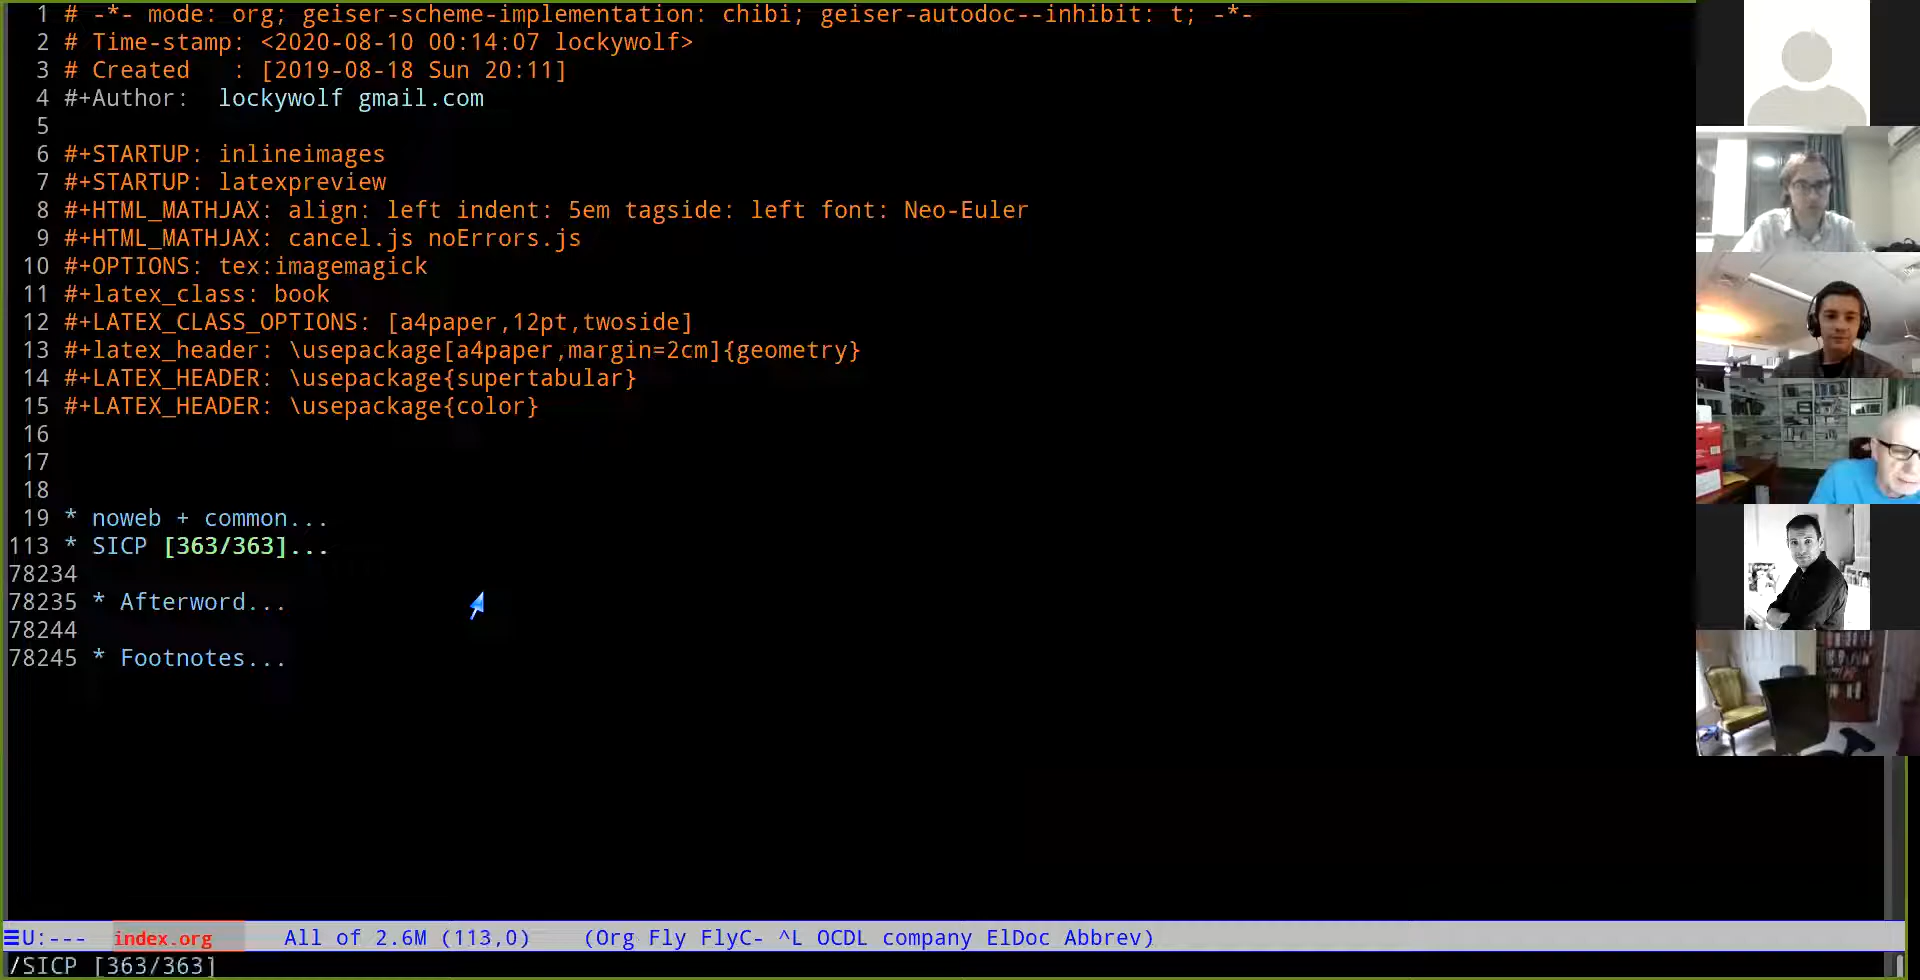 1 # -*- mode: org; geiser-scheme-implementation: chibi; geiser-autodoc--inhibit: t; -*-
2 # Time-stamp: <2020-08-10 00:14:07 lockywolf>
3 # Created   : [2019-08-18 Sun 20:11]
4 #+Author:  lockywolf gmail.com
5
6 #+STARTUP: inlineimages
7 #+STARTUP: latexpreview
8 #+HTML_MATHJAX: align: left indent: 5em tagside: left font: Neo-Euler
9 #+HTML_MATHJAX: cancel.js noErrors.js
10 #+OPTIONS: tex:imagemagick
11 #+latex_class: book
12 #+LATEX_CLASS_OPTIONS: [a4paper,12pt,twoside]
13 #+latex_header: \usepackage[a4paper,margin=2cm]{geometry}
14 #+LATEX_HEADER: \usepackage{supertabular}
15 #+LATEX_HEADER: \usepackage{color}
16
17
18
19 * noweb + common...
113 * SICP [363/363]...
78234
78235 * Afterword...
78244
78245 * Footnotes...
U:--- index.org All of 2.6M (113,0) (Org Fly FlyC- ^L OCDL company ElDoc Abbrev)
/SICP [363/363]